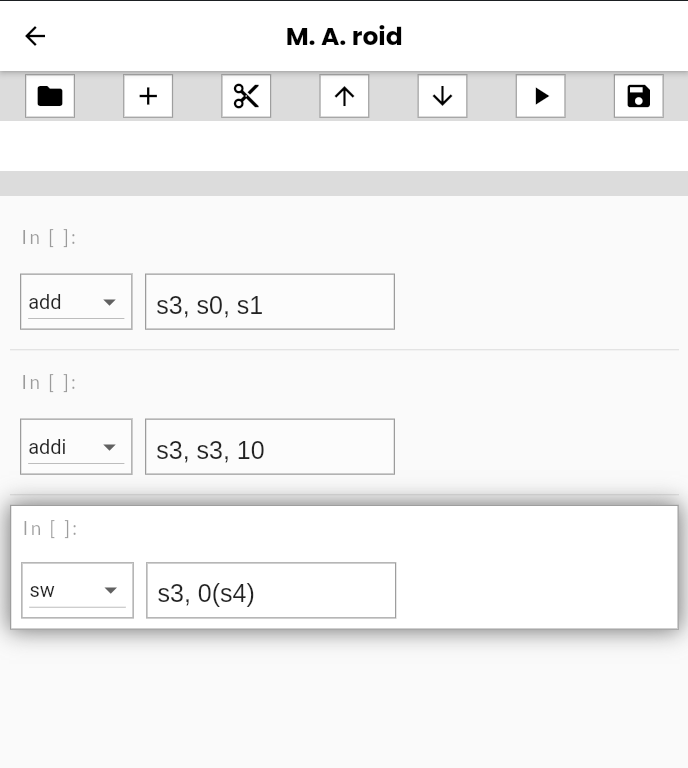 M. A. roid
In [ ]:
add s3, s0, s1
In [ ]:
addi s3, s3, 10
In [ ]:
sw s3, 0(s4)